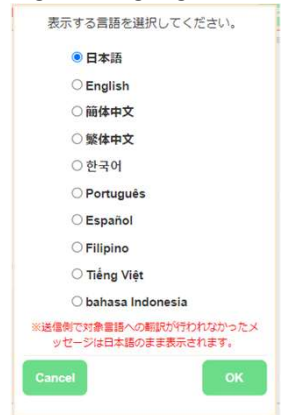 表示する言語を選択してください。
日本語
English
简体中文
繁体中文
한국어
Português
Español
Filipino
Tiếng Việt
bahasa Indonesia
※送信側で対象言語への翻訳が行われなかったメ
ッセージは日本語のまま表示されます。
Cancel
OK